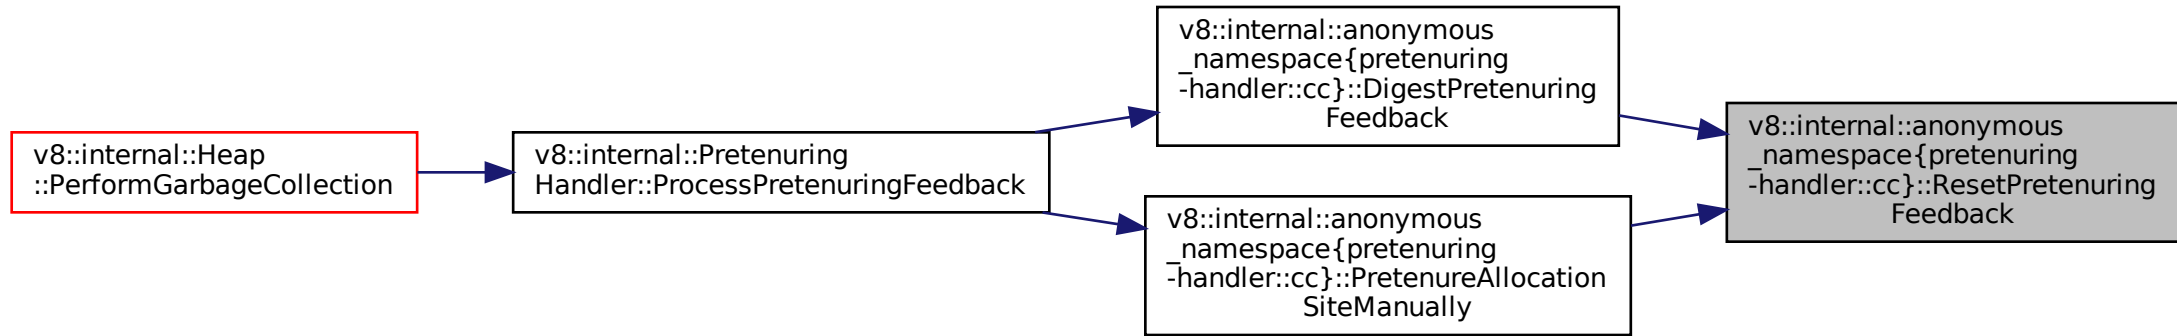 v8::internal::Heap
::PerformGarbageCollection
v8::internal::Pretenuring
Handler::ProcessPretenuringFeedback
v8::internal::anonymous
_namespace{pretenuring
-handler::cc}::DigestPretenuring
Feedback
v8::internal::anonymous
_namespace{pretenuring
-handler::cc}::PretenureAllocation
SiteManually
v8::internal::anonymous
_namespace{pretenuring
-handler::cc}::ResetPretenuring
Feedback